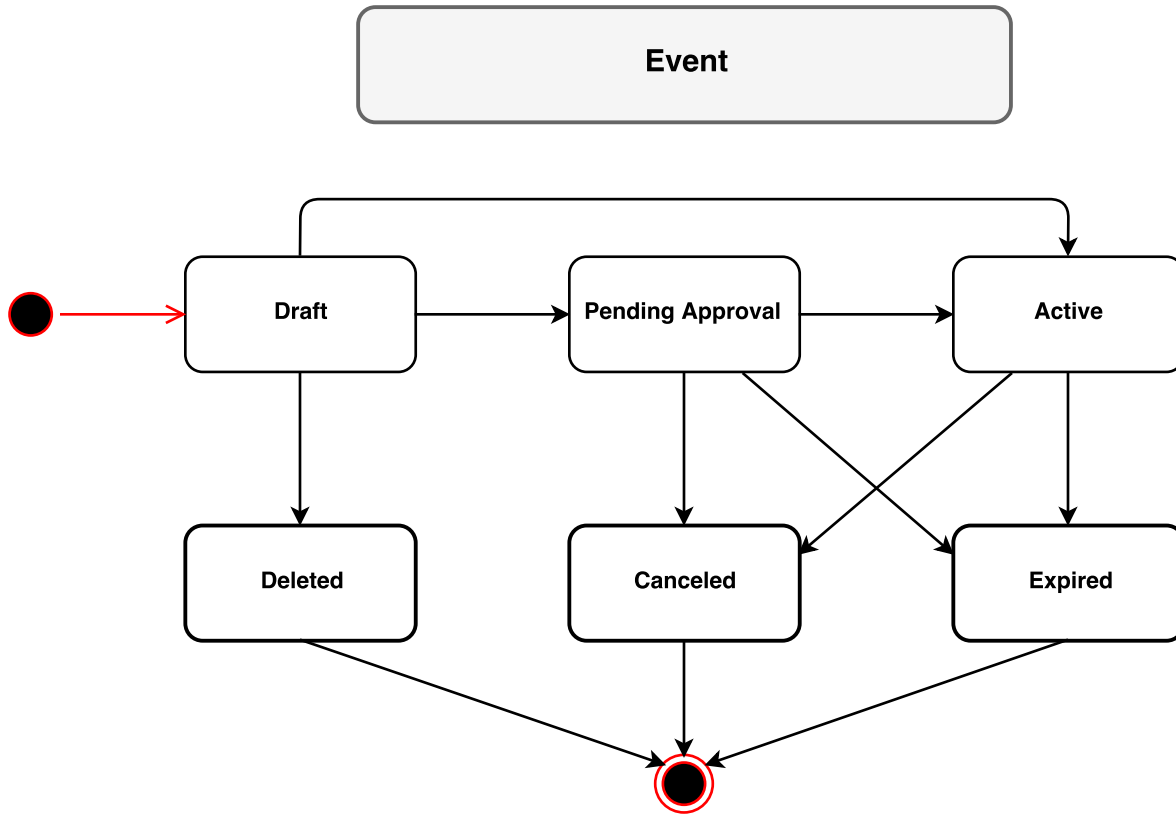 Event
Draft
Pending Approval
Active
Deleted
Canceled
Expired